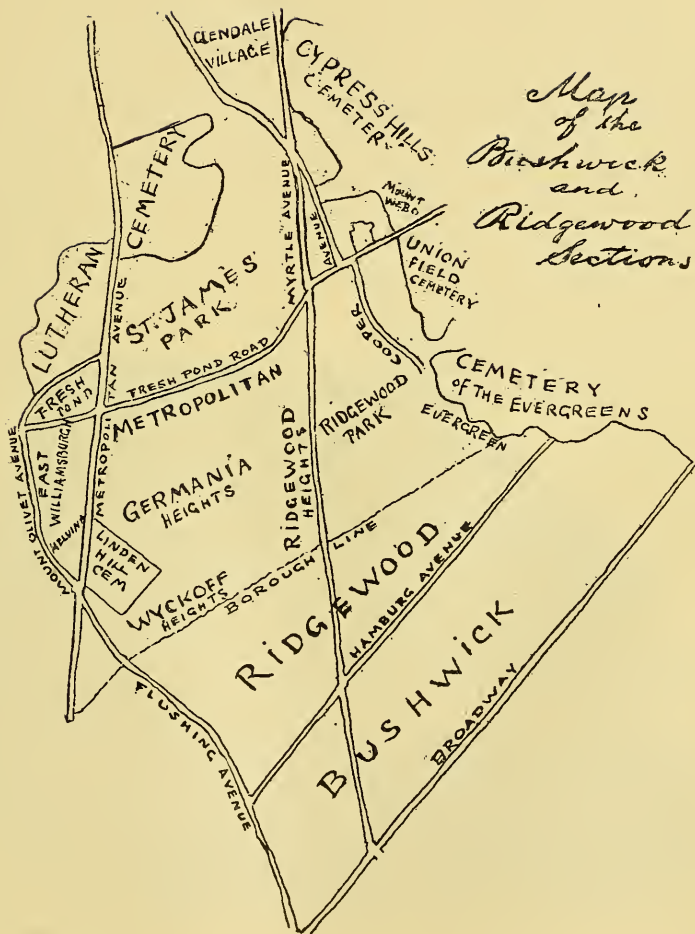 Map
of the
Bushwick
and
Ridgewood
Sections
GLENDALE
VILLAGE
CYPRESS HILLS
CEMETERY
MOUNT
NEBO
UNION
FIELD
CEMETERY
LUTHERAN CEMETERY
METROPOLITAN AVENUE
MYRTLE AVENUE
COOPER AVENUE
ST. JAMES
PARK
FRESH POND ROAD
FRESH
POND
METROPOLITAN
CEMETERY
OF THE EVERGREENS
RIDGEWOOD
PARK
EVERGREEN
RIDGEWOOD
HEIGHTS
MOUNT OLIVET AVENUE
EAST
WILLIAMSBURGH
MELVINA
GERMANIA
HEIGHTS
LINDEN
HILL
CEM
WYCKOFF
HEIGHTS
BOROUGH LINE
RIDGEWOOD
HAMBURG AVENUE
BUSHWICK
BROADWAY
FLUSHING AVENUE